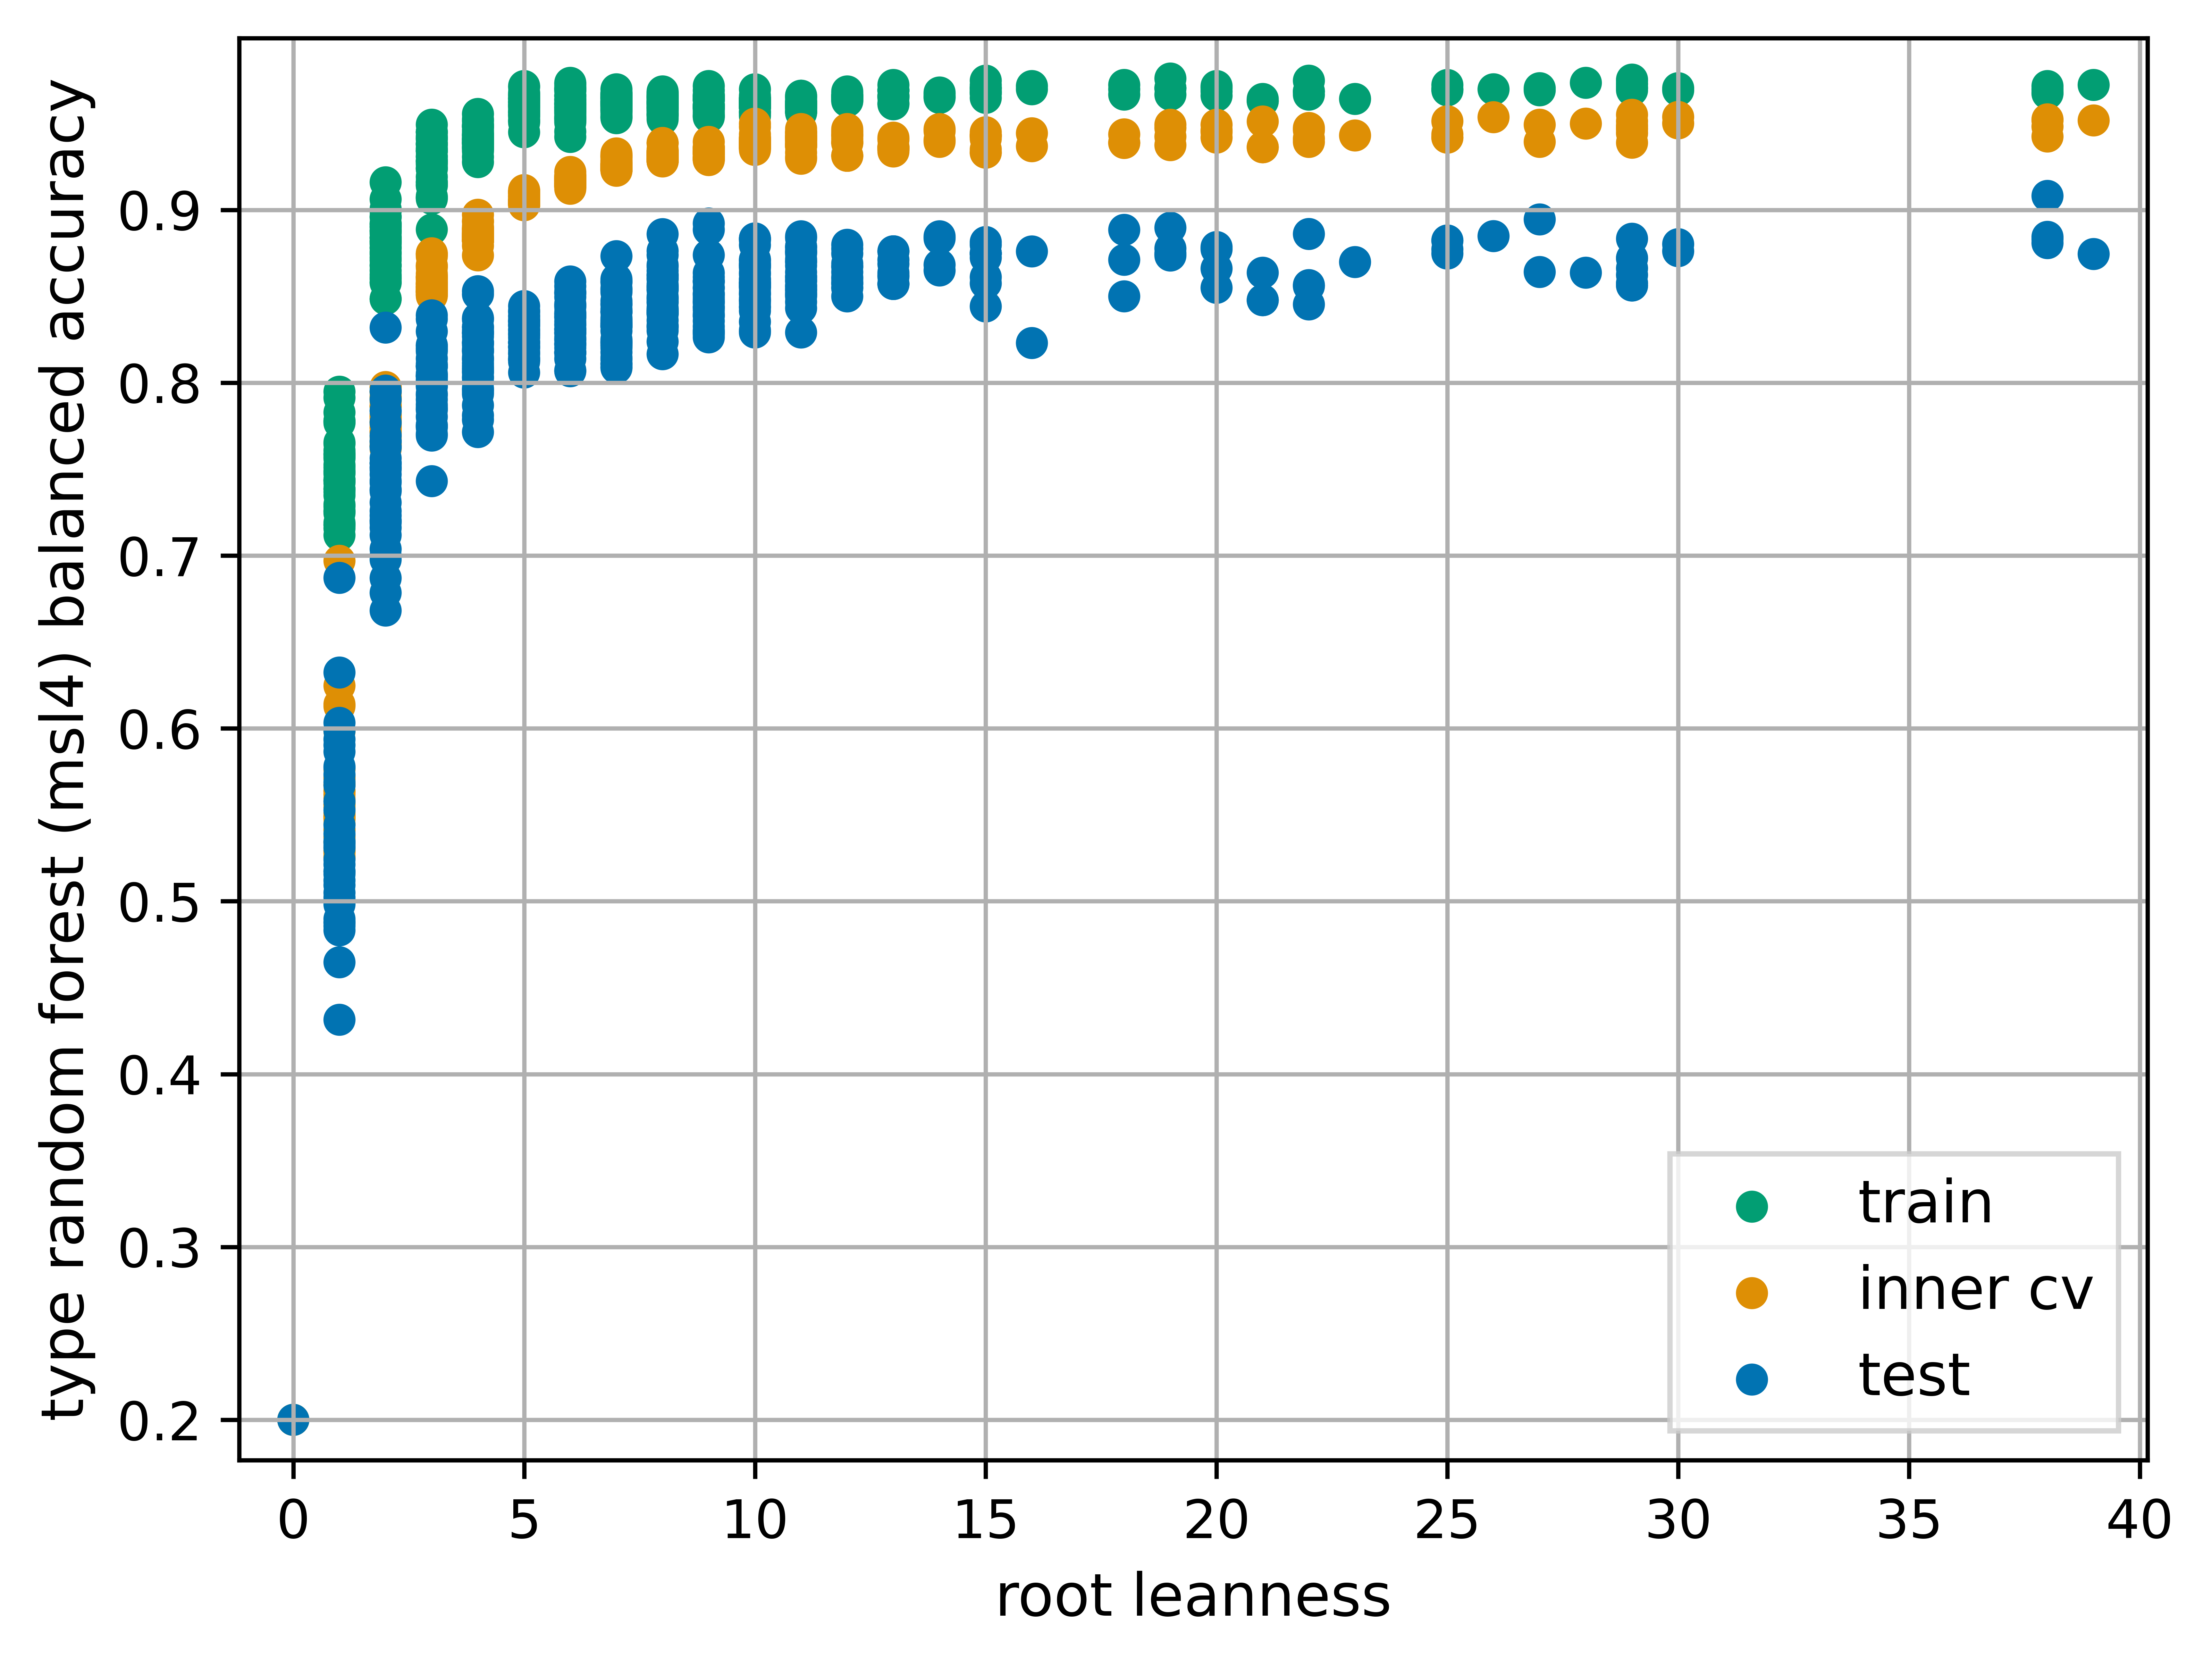 type random forest (msl4) balanced accuracy
0.9
0.8
0.7
0.6
0.5
0.4
0.3
0.2
0 5 10 15 20 25 30 35 40
root leanness
train
inner cv
test